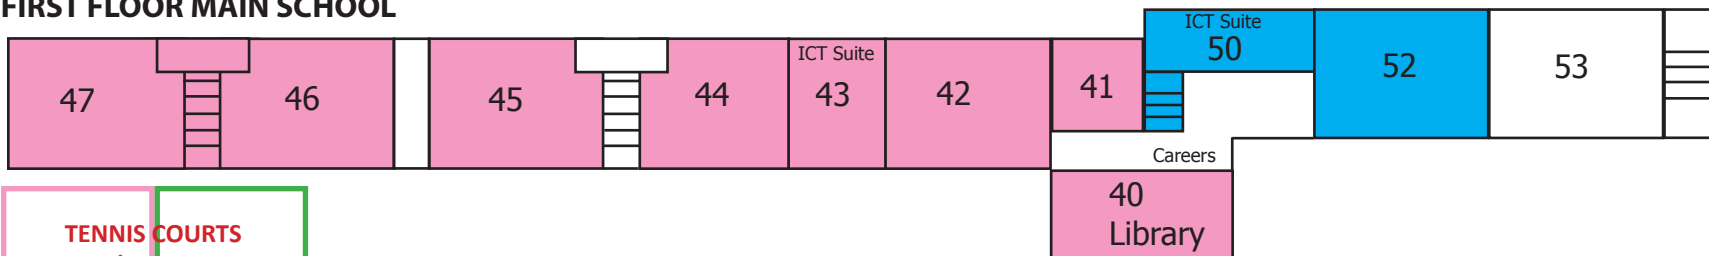 FIRST FLOOR MAIN SCHOOL
47
46
45
44
ICT Suite
43
42
41
ICT Suite
50
52
53
Careers
40
Library
TENNIS COURTS